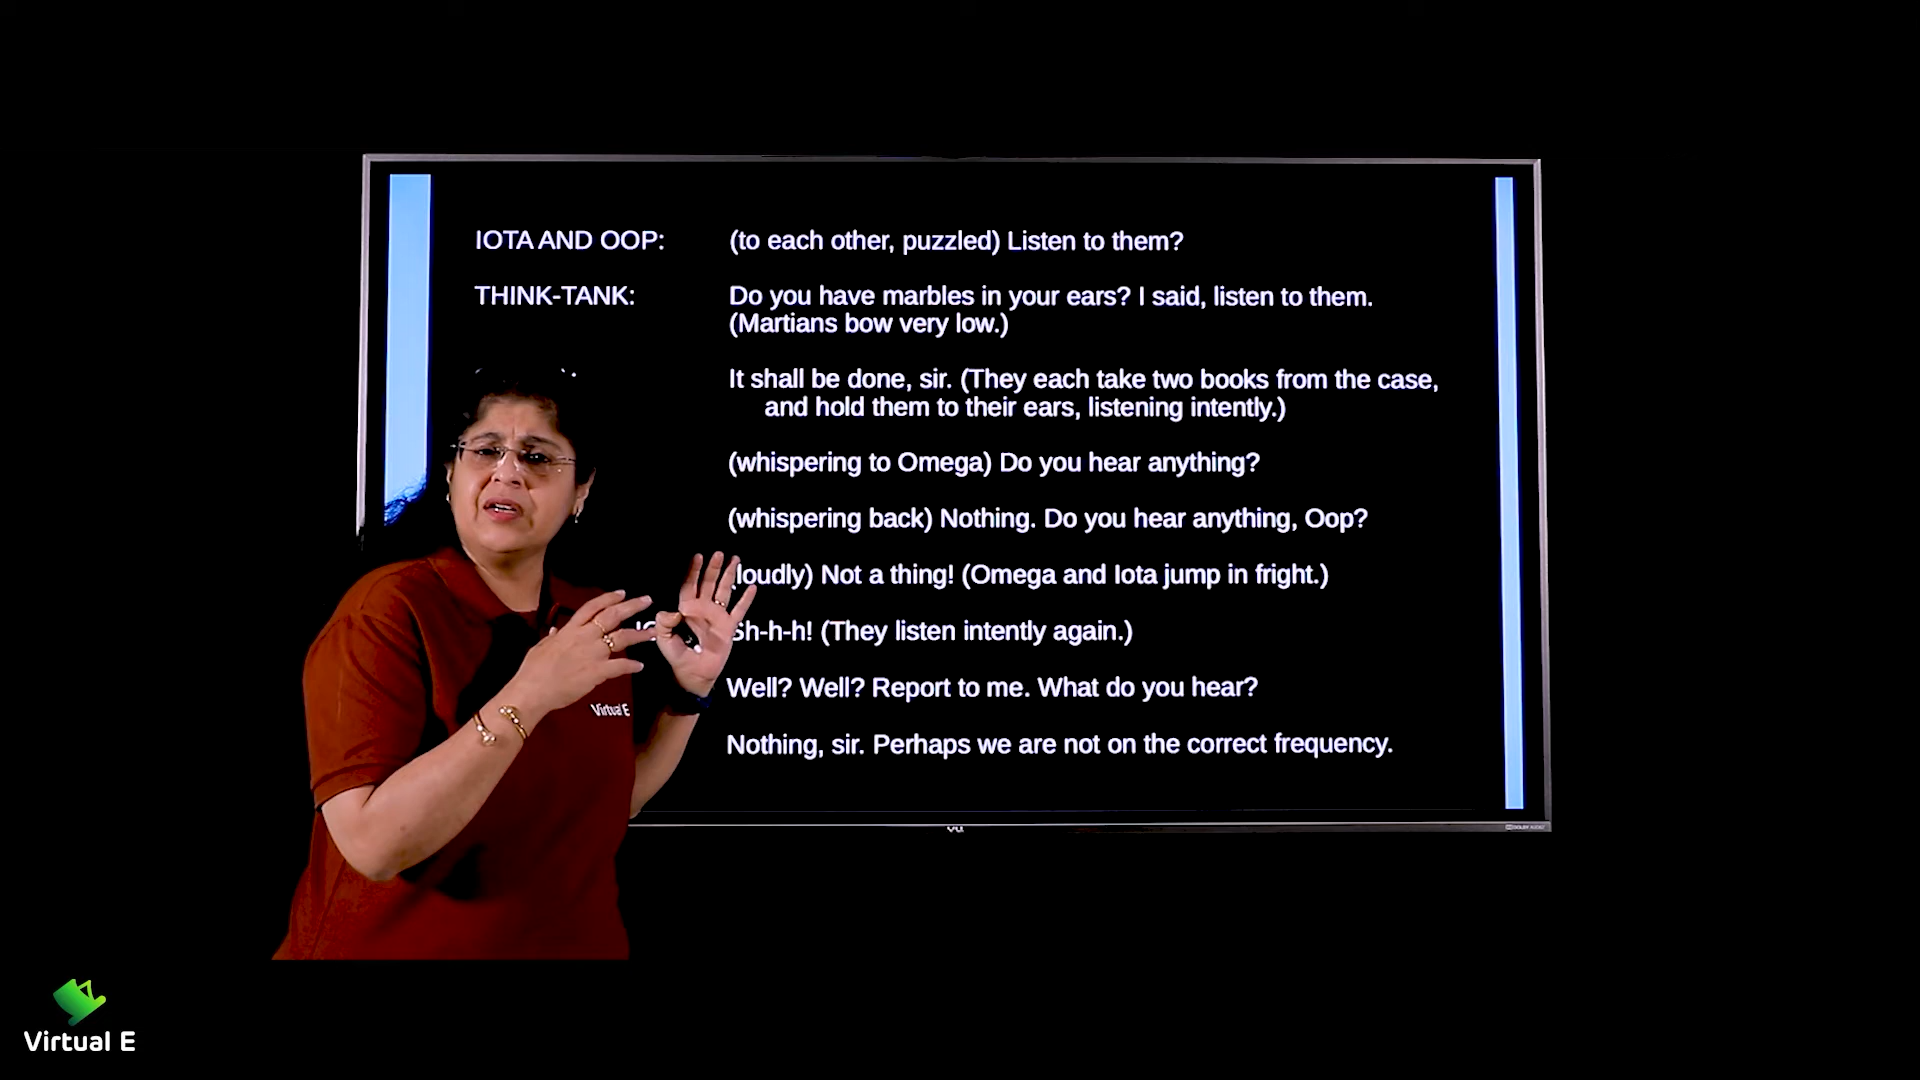 IOTA AND OOP: (to each other, puzzled) Listen to them?
THINK-TANK: Do you have marbles in your ears? I said, listen to them.
(Martians bow very low.)
It shall be done, sir. (They each take two books from the case,
and hold them to their ears, listening intently.)
(whispering to Omega) Do you hear anything?
(whispering back) Nothing. Do you hear anything, Oop?
(loudly) Not a thing! (Omega and Iota jump in fright.)
Sh-h-h! (They listen intently again.)
Well? Well? Report to me. What do you hear?
Nothing, sir. Perhaps we are not on the correct frequency.
Virtual E
Virtual E